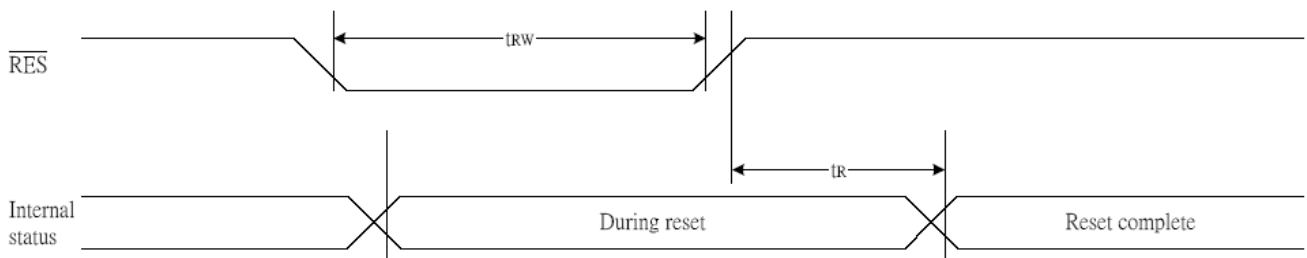 tRW
RES
tR
Internal
status
During reset
Reset complete